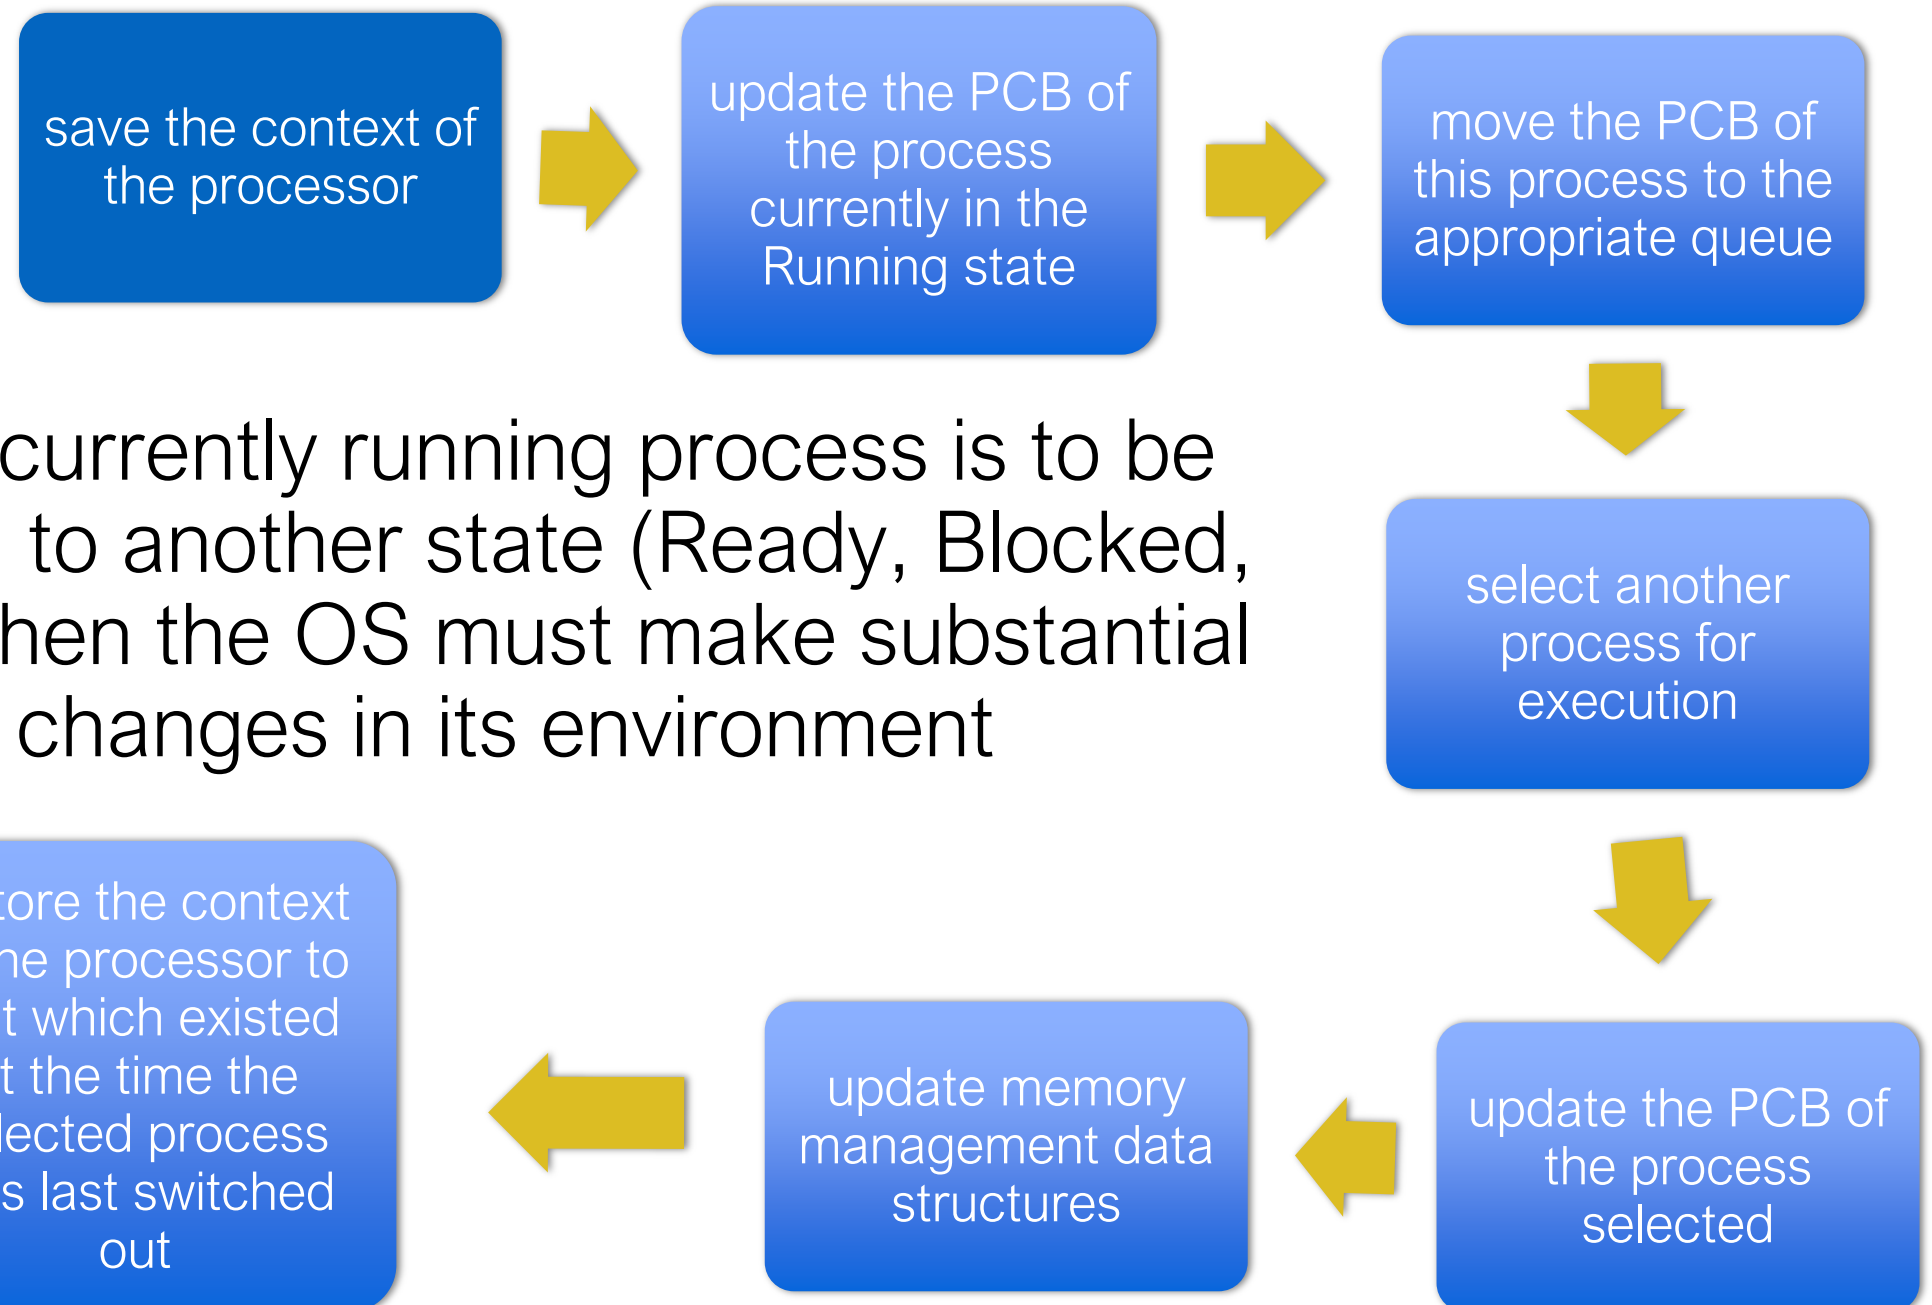 save the context of
the processor
update the PCB of
the process
currently in the
Running state
move the PCB of
this process to the
appropriate queue
currently running process is to be
to another state (Ready, Blocked,
the OS must make substantial
changes in its environment
select another
process for
execution
update the PCB of
the process
selected
update memory
management data
structures
the context
processor to
which existed
the time the
process
last switched
out